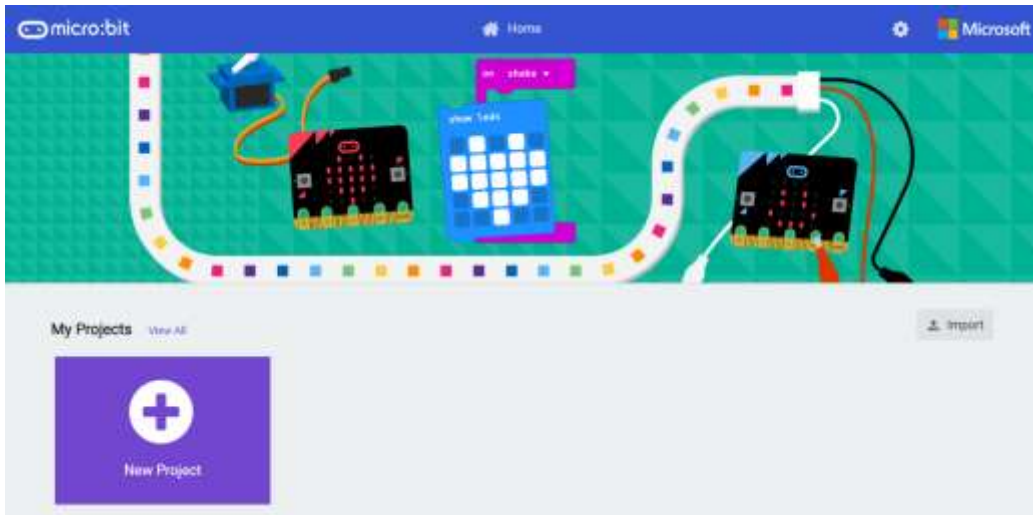 micro:bit
Home
Microsoft
on shake
show leds
My Projects View All
Import
New Project